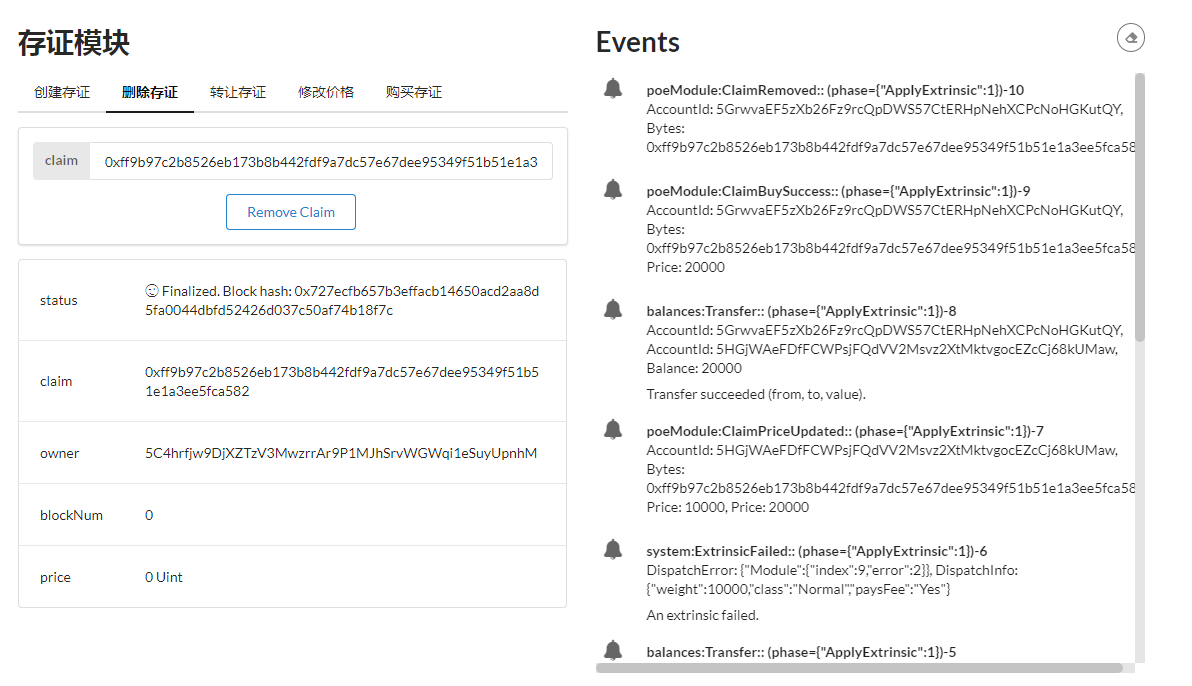 存证模块
创建存证 删除存证 转让存证 修改价格 购买存证
claim 0xff9b97c2b8526eb173b8b442fdf9a7dc57e67dee95349f51b51e1a3
Remove Claim
status
Finalized. Block hash: 0x727ecfb657b3effacb14650acd2aa8d
5fa0044dbfd52426d037c50af74b18f7c
claim
0xff9b97c2b8526eb173b8b442fdf9a7dc57e67dee95349f51b5
1e1a3ee5fca582
owner 5C4hrfjw9DjXZTzV3MwzrrAr9P1MJhSrvWGWqi1eSuyUpnhM
blockNum 0
price 0 Uint
Events
poeModule:ClaimRemoved:: (phase={"ApplyExtrinsic":1})-10
AccountId: 5GrwvaEF5zXb26Fz9rcQpDWS57CtERHpNehXCPcNoHGKutQY,
Bytes:
0xff9b97c2b8526eb173b8b442fdf9a7dc57e67dee95349f51b51e1a3ee5fca58
poeModule:ClaimBuySuccess:: (phase={"ApplyExtrinsic":1})-9
AccountId: 5GrwvaEF5zXb26Fz9rcQpDWS57CtERHpNehXCPcNoHGKutQY,
Bytes:
0xff9b97c2b8526eb173b8b442fdf9a7dc57e67dee95349f51b51e1a3ee5fca58
Price: 20000
balances:Transfer:: (phase={"ApplyExtrinsic":1})-8
AccountId: 5GrwvaEF5zXb26Fz9rcQpDWS57CtERHpNehXCPcNoHGKutQY,
AccountId: 5HGjWAeFDfFCWPsjFQdVV2Msvz2XtMktvgocEZcCj68kUMaw,
Balance: 20000
Transfer succeeded (from, to, value).
poeModule:ClaimPriceUpdated:: (phase={"ApplyExtrinsic":1})-7
AccountId: 5HGjWAeFDfFCWPsjFQdVV2Msvz2XtMktvgocEZcCj68kUMaw,
Bytes:
0xff9b97c2b8526eb173b8b442fdf9a7dc57e67dee95349f51b51e1a3ee5fca58
Price: 10000, Price: 20000
system:ExtrinsicFailed:: (phase={"ApplyExtrinsic":1})-6
DispatchError: {"Module":{"index":9,"error":2}}, DispatchInfo:
{"weight":10000,"class":"Normal","paysFee":"Yes"}
An extrinsic failed.
balances:Transfer:: (phase={"ApplyExtrinsic":1})-5